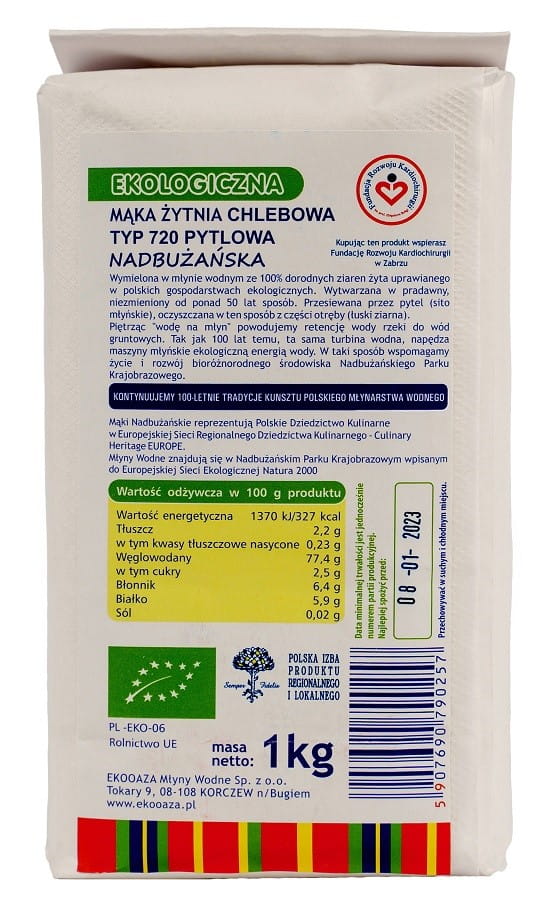 EKOLOGICZNA
MĄKA ŻYTNIA CHLEBOWA
TYP 720 PYTLOWA
NADBUŻAŃSKA
Fundacja Rozwoju Kardiochirurgii
Kupując ten produkt wspierasz
Fundację Rozwoju Kardiochirurgii
w Zabrzu
Wymielona w młynie wodnym ze 100% dorodnych ziaren żyta uprawianego
w polskich gospodarstwach ekologicznych. Wytwarzana w pradawny,
niezmieniony od ponad 50 lat sposób. Przesiewana przez pytel (sito
młyńskie), oczyszczana w ten sposób z części otręby (łuski ziarna).
Piętrząc "wodę na młyn" powodujemy retencję wody rzeki do wód
gruntowych. Tak jak 100 lat temu, ta sama turbina wodna, napędza
maszyny młyńskie ekologiczną energią wody. W taki sposób wspomagamy
życie i rozwój bioróżnorodnego środowiska Nadbużańskiego Parku
Krajobrazowego.
KONTYNUUJEMY 100-LETNIE TRADYCJE KUNSZTU POLSKIEGO MŁYNARSTWA WODNEGO
Mąki Nadbużańskie reprezentują Polskie Dziedzictwo Kulinarne
w Europejskiej Sieci Regionalnego Dziedzictwa Kulinarnego - Culinary
Heritage EUROPE.
Młyny Wodne znajdują się w Nadbużańskim Parku Krajobrazowym wpisanym
do Europejskiej Sieci Ekologicznej Natura 2000
Wartość odżywcza w 100 g produktu
Wartość energetyczna 1370 kJ/327 kcal
Tłuszcz 2,2 g
w tym kwasy tłuszczowe nasycone 0,23 g
Węglowodany 77,4 g
w tym cukry 2,5 g
Błonnik 6,4 g
Białko 5,9 g
Sól 0,02 g
Data minimalnej trwałości jest jednocześnie
numerem partii produkcyjnej.
Najlepiej spożyć przed:
08 -01- 2023
Przechowywać w suchym i chłodnym miejscu.
Semper Fidelis
POLSKA IZBA
PRODUKTU
REGIONALNEGO
I LOKALNEGO
PL -EKO-06
Rolnictwo UE
masa
netto: 1kg
5 907690 790257
EKOOAZA Młyny Wodne Sp. z o.o.
Tokary 9, 08-108 KORCZEW n/Bugiem
www.ekooaza.pl